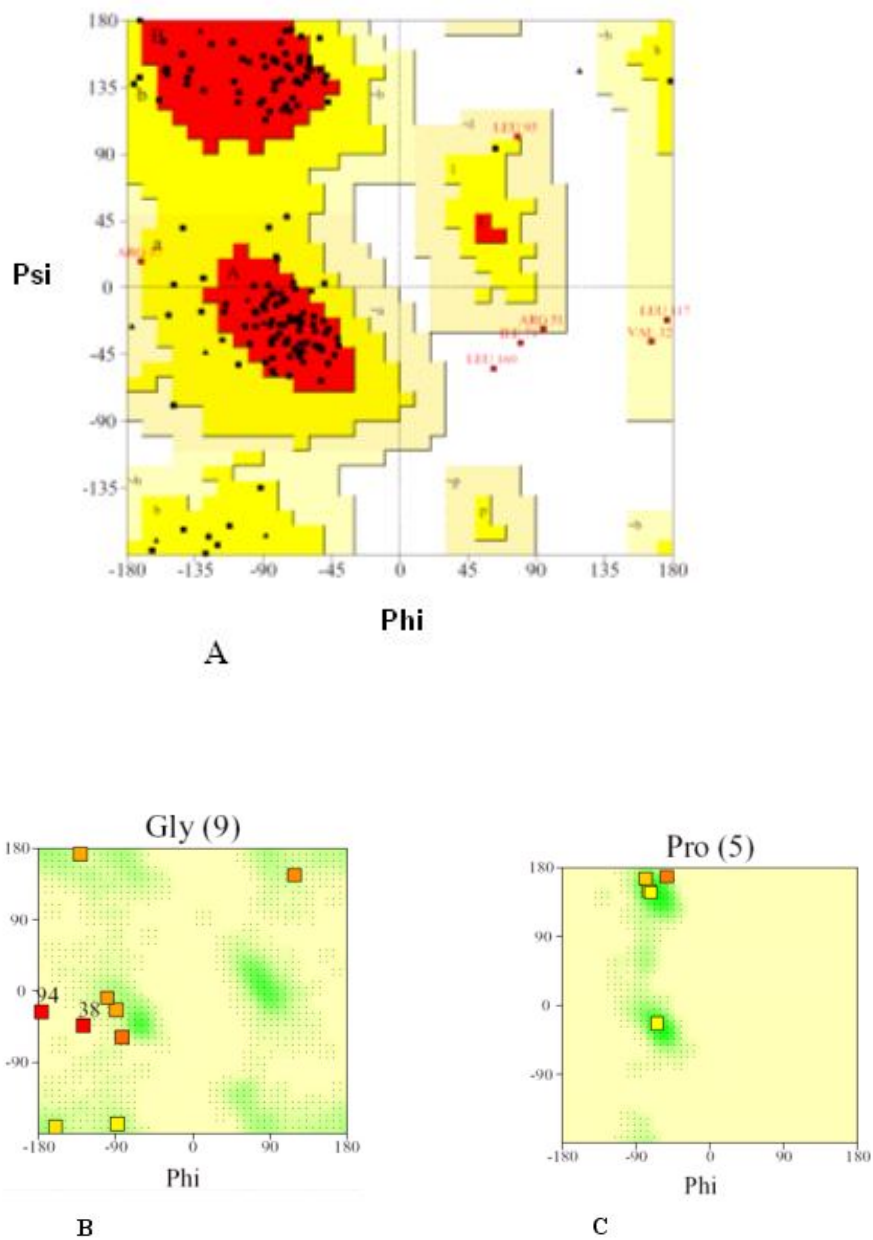 180
B
b
~b
~b
s
135
LEU 95
~l
90
l
45
a
Psi
0
A
~a
LEU 117
ARG 51
VAL 32
-45
LEU 160
-90
-135
~b
b
~p
p
~b
-180
-180 -135 -90 -45 0 45 90 135 180
Phi
A
Gly (9)
180
90
0
94
38
-90
-180 -90 0 90 180
Phi
B
Pro (5)
180
90
0
-90
-180 -90 0 90 180
Phi
C